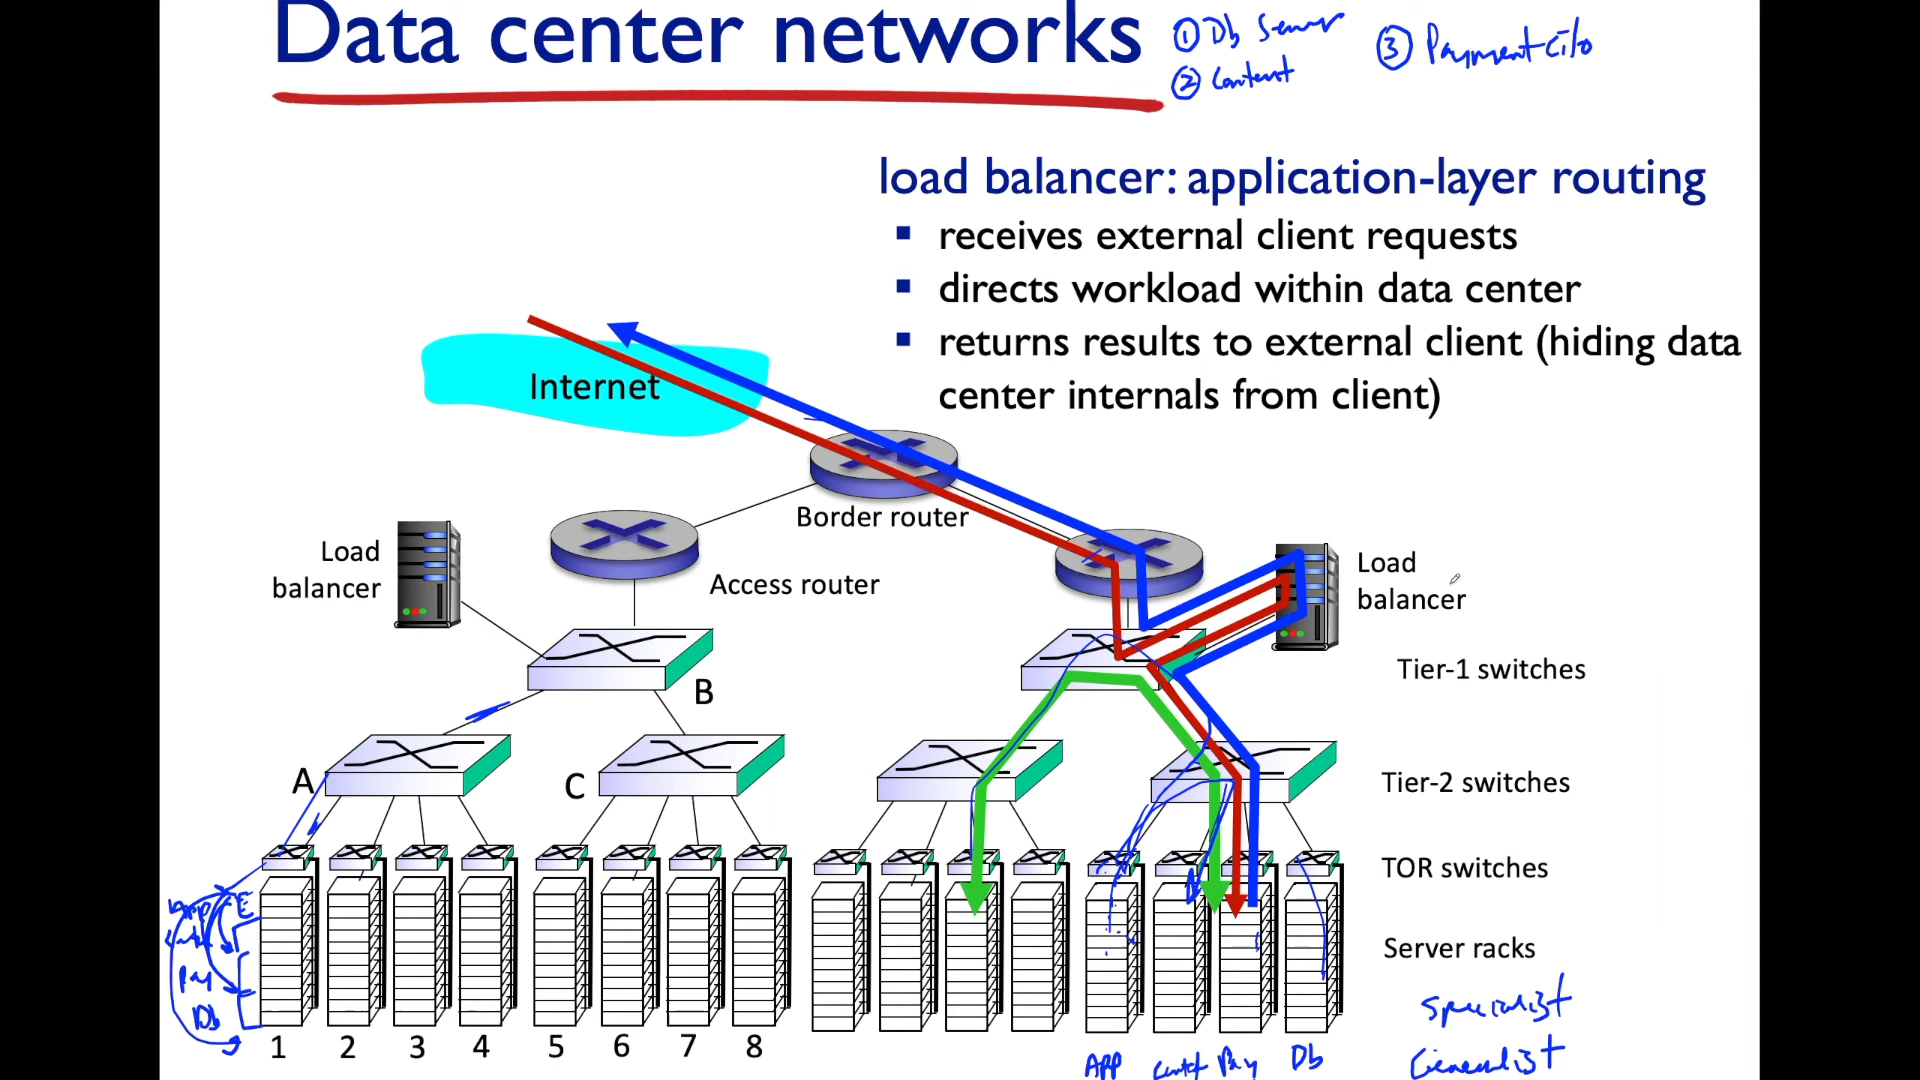 Data center networks
① Db Server
② Content
③ Payment
load balancer: application-layer routing
receives external client requests
directs workload within data center
returns results to external client (hiding data
center internals from client)
Internet
Border router
Load
balancer
Access router
Load
balancer
B
Tier-1 switches
A
C
Tier-2 switches
TOR switches
App
Server racks
Pay
Db
Specialist
1 2 3 4 5 6 7 8
App Pay Db
Generalist